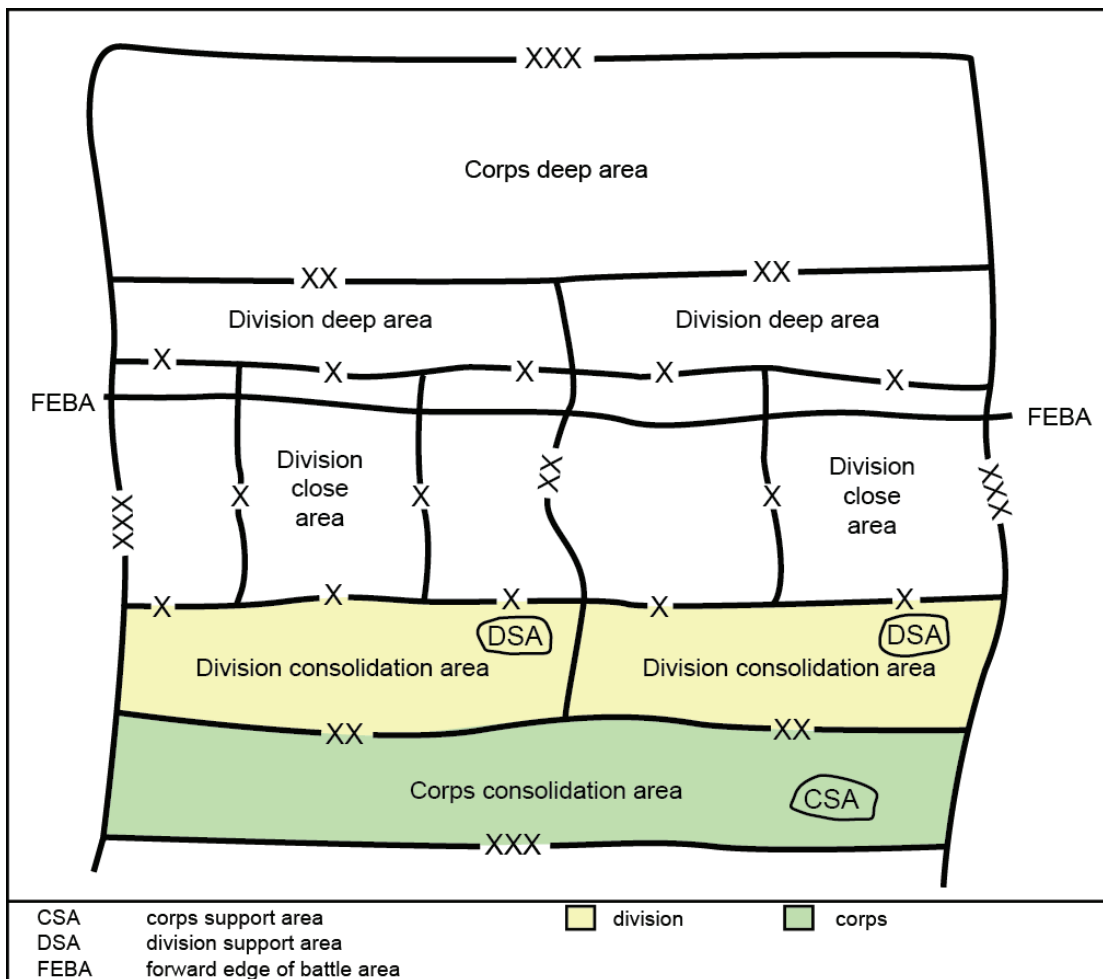 XXX
Corps deep area
XX XX
Division deep area Division deep area
X X X X X
FEBA FEBA
Division
close
area
Division
close
area
XXX X X XX X XXX
X X X X X
DSA DSA
Division consolidation area Division consolidation area
XX XX
Corps consolidation area CSA
XXX
CSA corps support area division corps
DSA division support area
FEBA forward edge of battle area